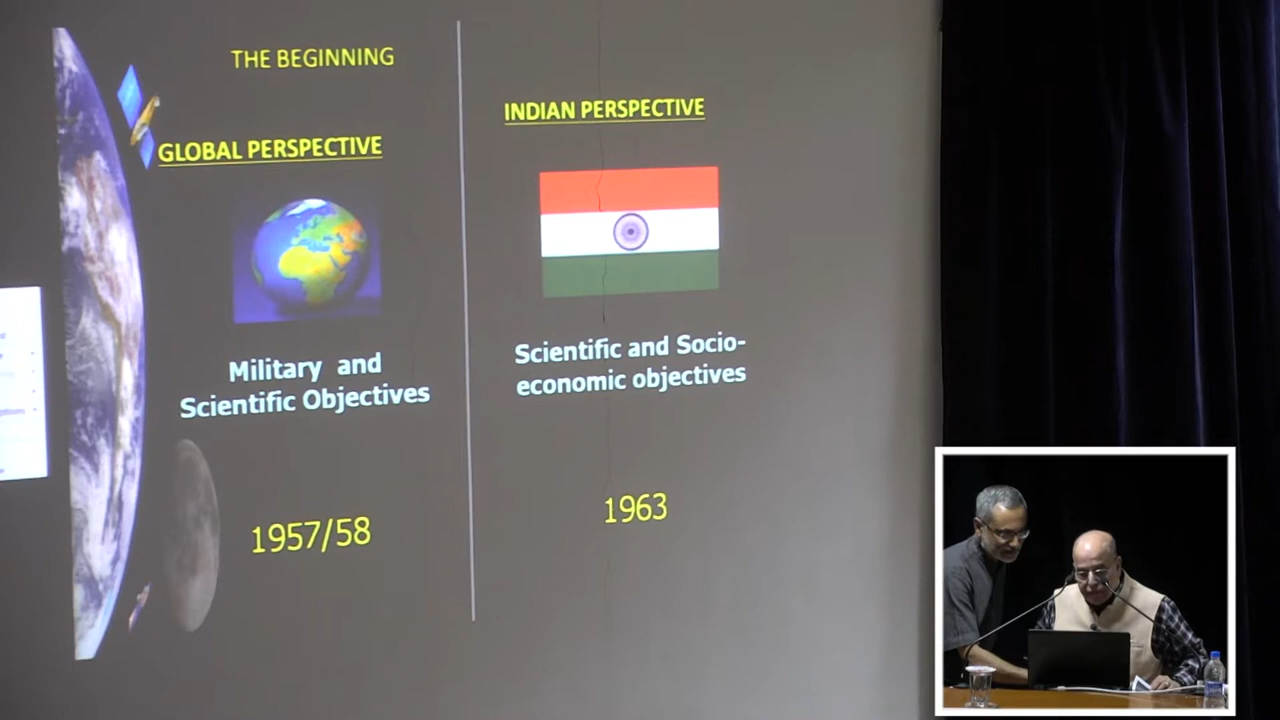 THE BEGINNING
GLOBAL PERSPECTIVE
Military and
Scientific Objectives
1957/58
INDIAN PERSPECTIVE
Scientific and Socio-
economic objectives
1963